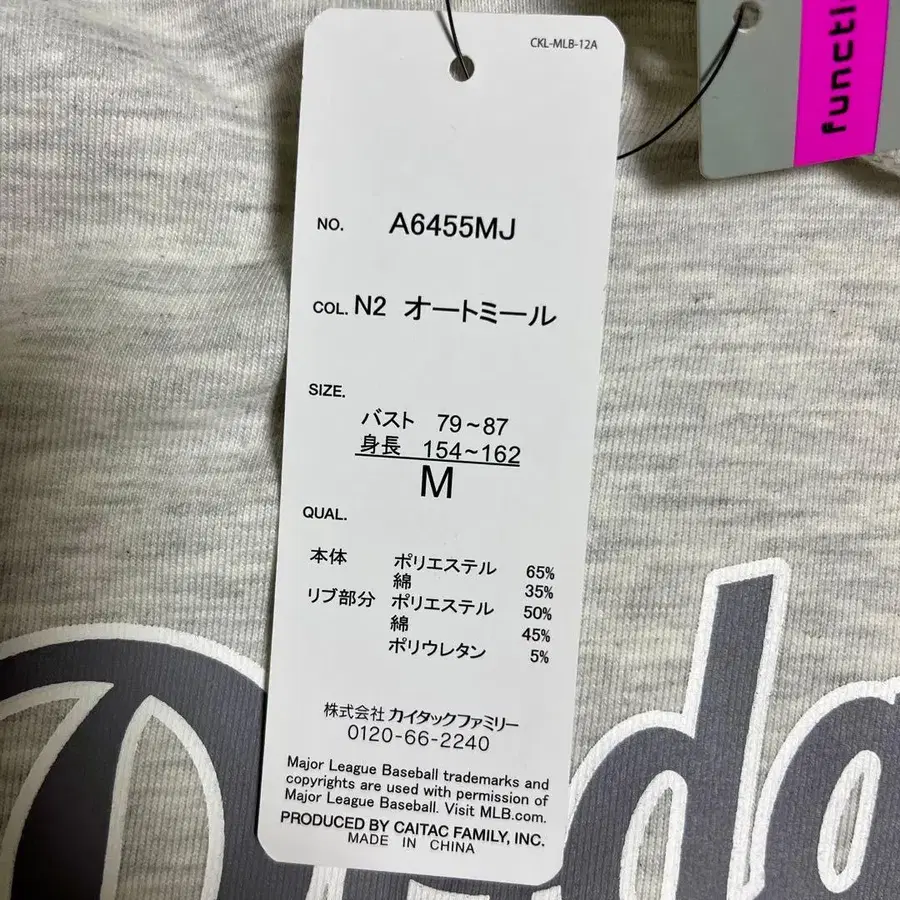 CKL-MLB-12A
functi
NO. A6455MJ
COL. N2 オートミール
SIZE.
バスト 79~87
身長 154~162
M
QUAL.
本体 ポリエステル 65%
綿 35%
リブ部分 ポリエステル 50%
綿 45%
ポリウレタン 5%
株式会社 カイタックファミリー
0120-66-2240
Major League Baseball trademarks and
copyrights are used with permission of
Major League Baseball. Visit MLB.com.
PRODUCED BY CAITAC FAMILY, INC.
MADE IN CHINA